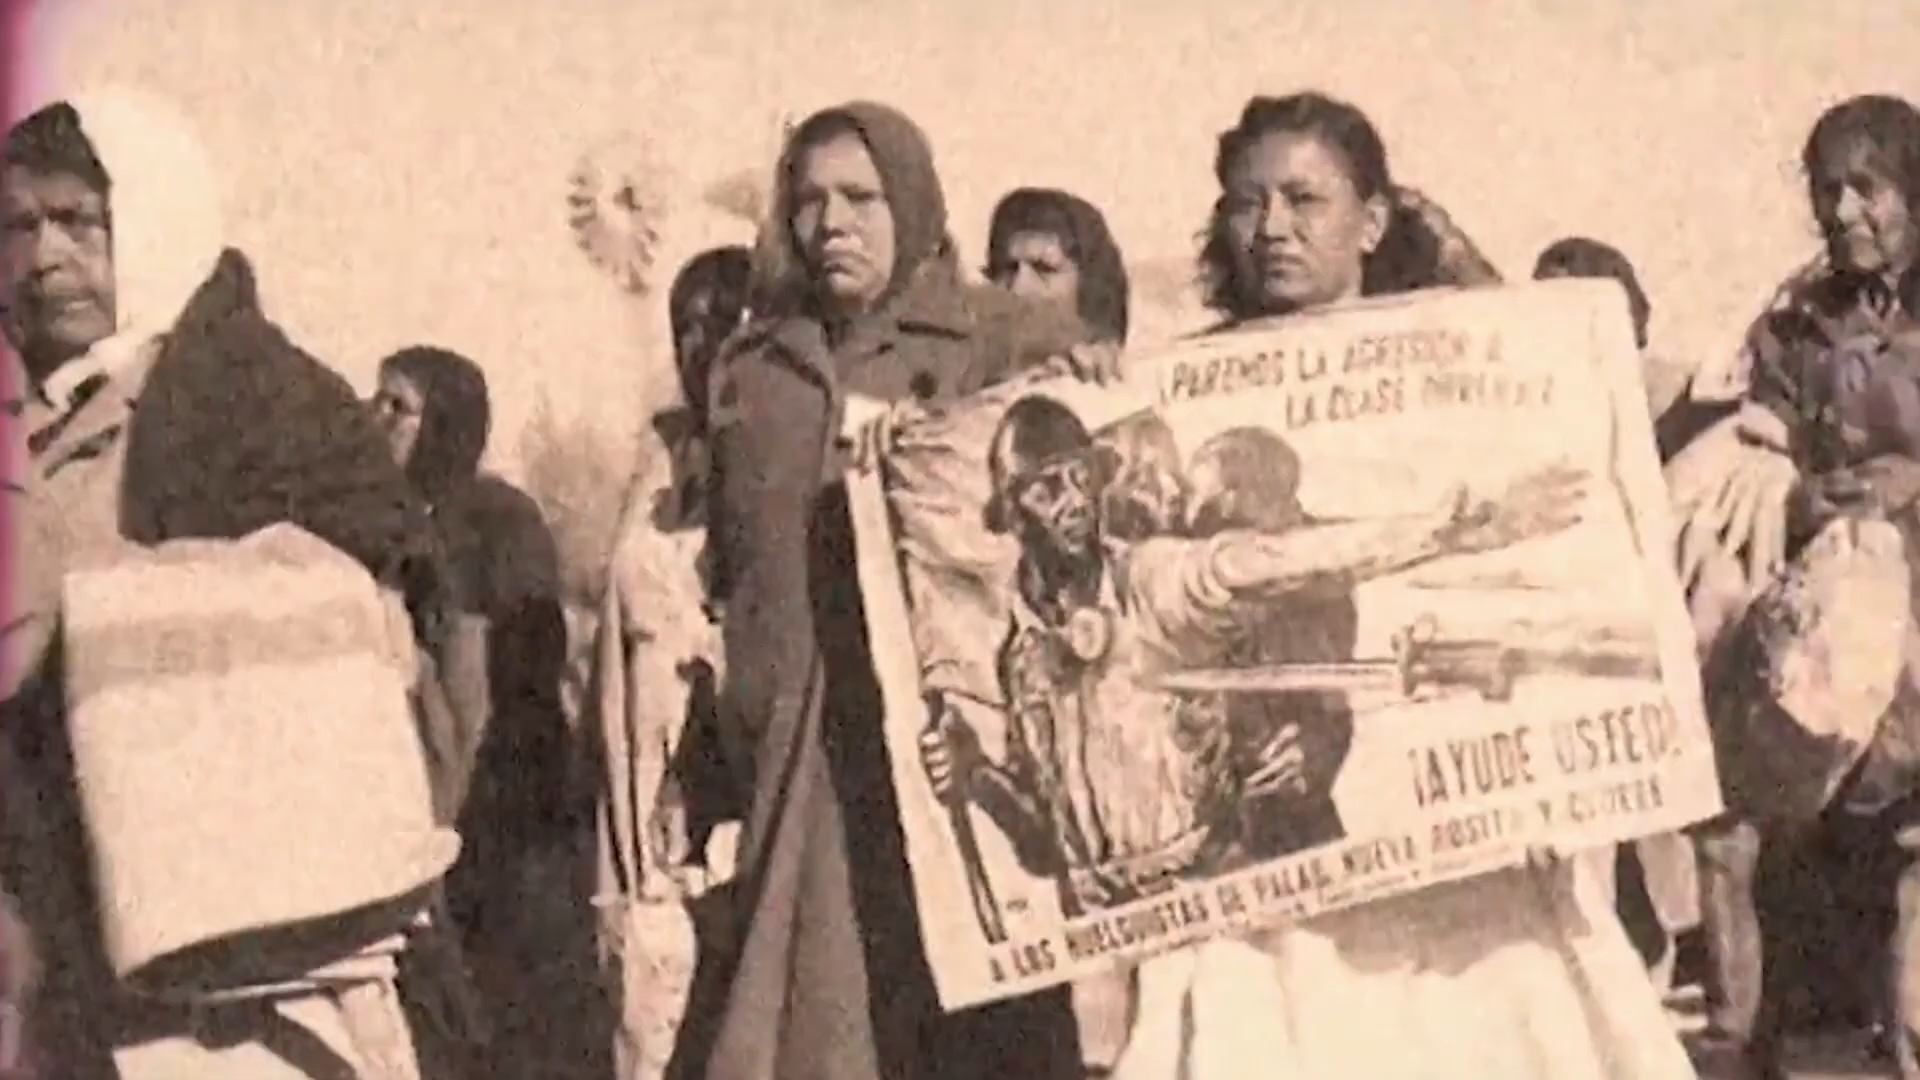 ¡PAREMOS LA AGRESION A
LA CLASE OBRERA!
¡AYUDE USTED!
A LOS HUELGUISTAS DE PALAU, NUEVA ROSITA Y CLOETE